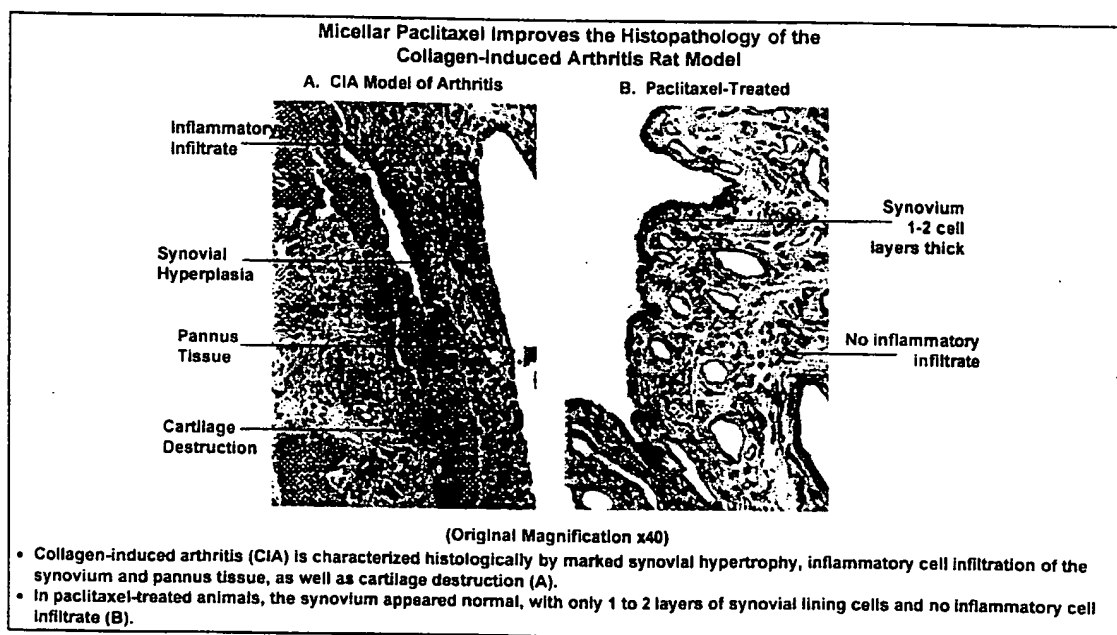 Micellar Paclitaxel Improves the Histopathology of the
Collagen-Induced Arthritis Rat Model
A. CIA Model of Arthritis
B. Paclitaxel-Treated
Inflammatory
Infiltrate
Synovial
Hyperplasia
Pannus
Tissue
Cartilage
Destruction
Synovium
1-2 cell
layers thick
No inflammatory
infiltrate
(Original Magnification x40)
• Collagen-induced arthritis (CIA) is characterized histologically by marked synovial hypertrophy, inflammatory cell infiltration of the
synovium and pannus tissue, as well as cartilage destruction (A).
• In paclitaxel-treated animals, the synovium appeared normal, with only 1 to 2 layers of synovial lining cells and no inflammatory cell
infiltrate (B).